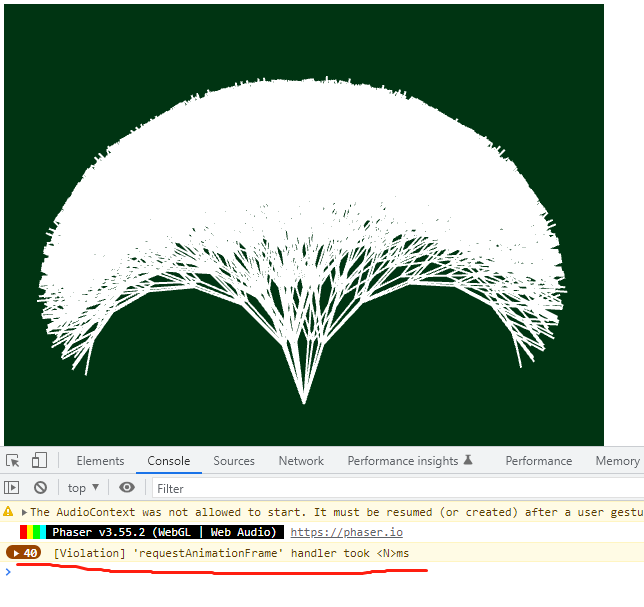 Elements Console Sources Network Performance insights Performance Memory
top ▼ Filter
▶The AudioContext was not allowed to start. It must be resumed (or created) after a user gestu
Phaser v3.55.2 (WebGL | Web Audio) https://phaser.io
▶ 40 [Violation] 'requestAnimationFrame' handler took <N>ms
>